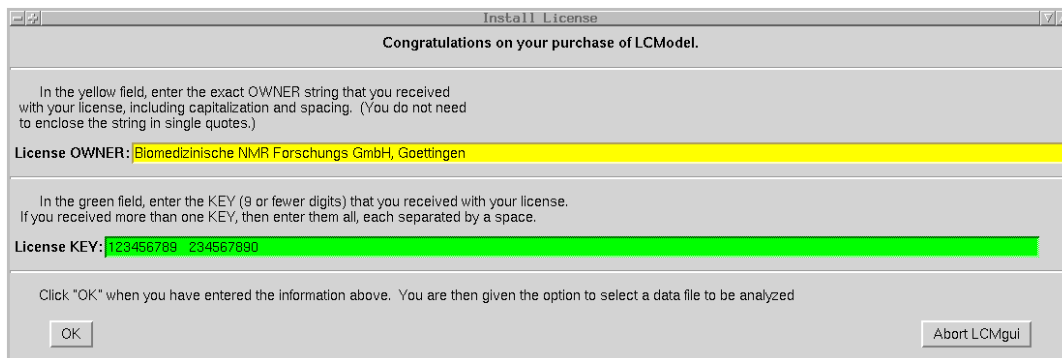 Install License
Congratulations on your purchase of LCModel.
In the yellow field, enter the exact OWNER string that you received
with your license, including capitalization and spacing.  (You do not need
to enclose the string in single quotes.)
License OWNER: Biomedizinische NMR Forschungs GmbH, Goettingen
In the green field, enter the KEY (9 or fewer digits) that you received with your license.
If you received more than one KEY, then enter them all, each separated by a space.
License KEY: 123456789  234567890
Click "OK" when you have entered the information above.  You are then given the option to select a data file to be analyzed
OK Abort LCMgui